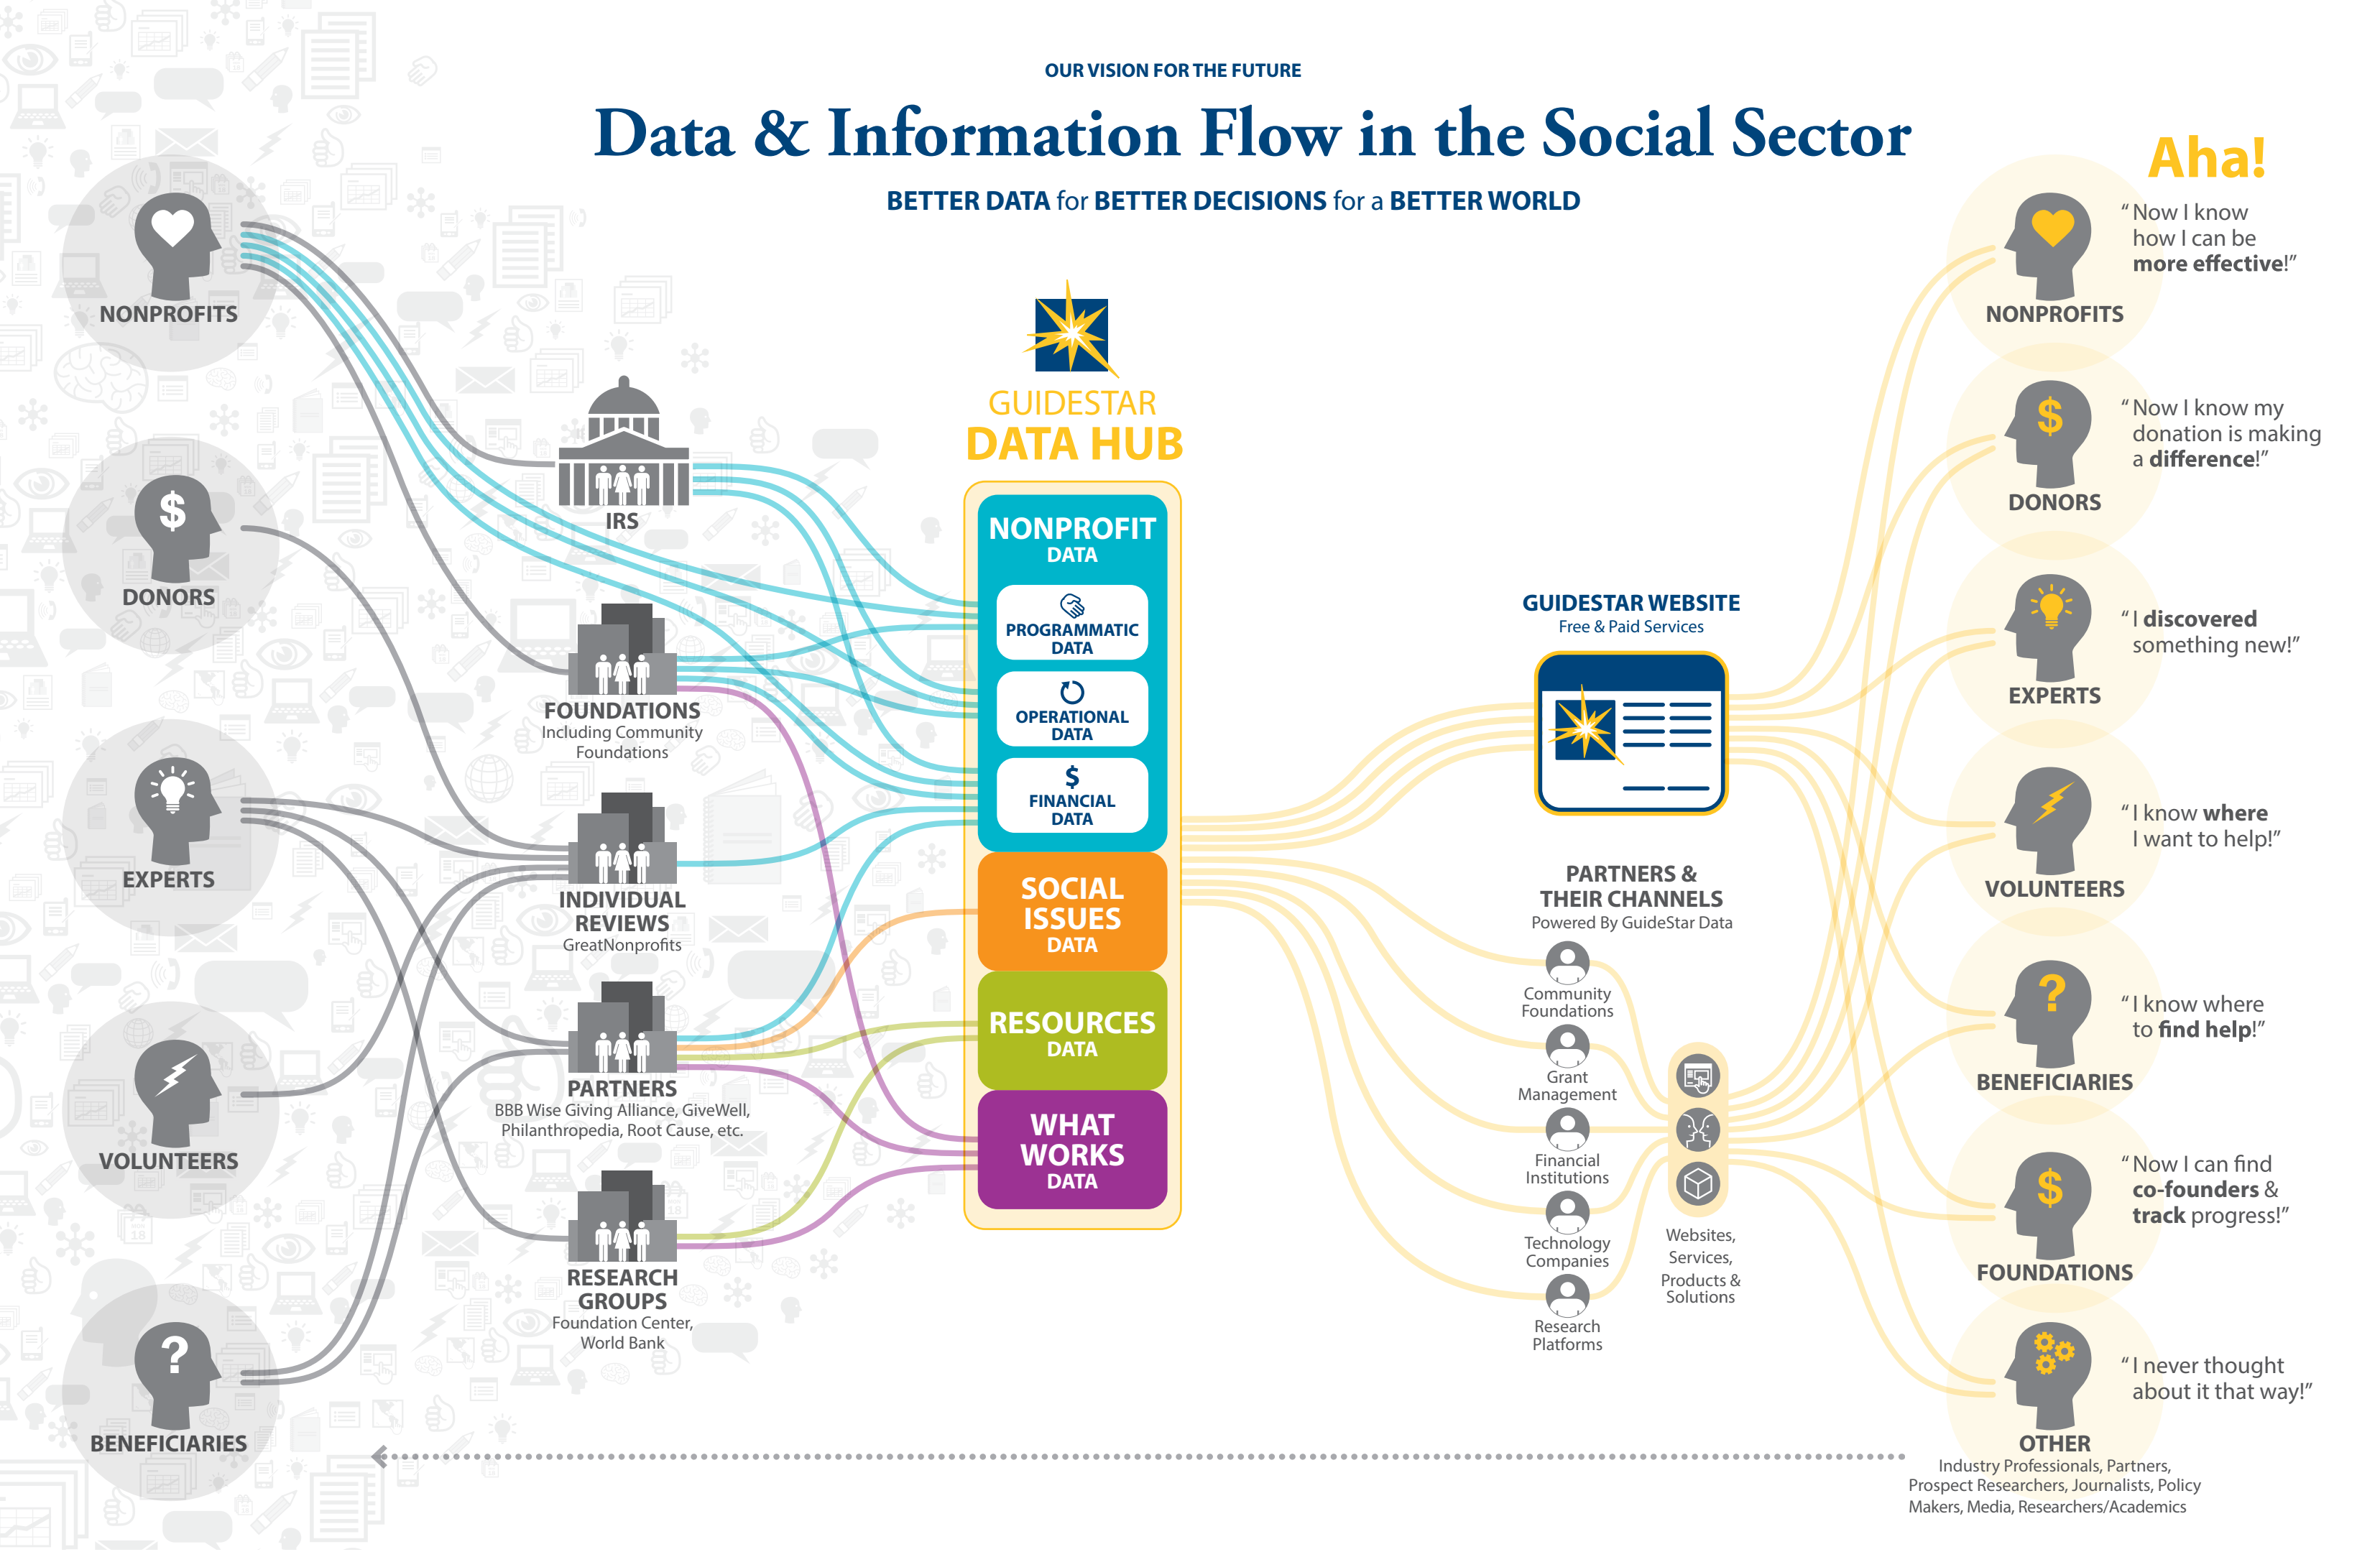 OUR VISION FOR THE FUTURE
Data & Information Flow in the Social Sector
BETTER DATA for BETTER DECISIONS for a BETTER WORLD
NONPROFITS
DONORS
EXPERTS
VOLUNTEERS
BENEFICIARIES
IRS
FOUNDATIONS
Including Community
Foundations
INDIVIDUAL
REVIEWS
GreatNonprofits
PARTNERS
BBB Wise Giving Alliance, GiveWell,
Philanthropedia, Root Cause, etc.
RESEARCH
GROUPS
Foundation Center,
World Bank
GUIDESTAR
DATA HUB
NONPROFIT
DATA
PROGRAMMATIC
DATA
OPERATIONAL
DATA
$
FINANCIAL
DATA
SOCIAL
ISSUES
DATA
RESOURCES
DATA
WHAT
WORKS
DATA
GUIDESTAR WEBSITE
Free & Paid Services
PARTNERS &
THEIR CHANNELS
Powered By GuideStar Data
Community
Foundations
Grant
Management
Financial
Institutions
Technology
Companies
Research
Platforms
Websites,
Services,
Products &
Solutions
Aha!
NONPROFITS
“Now I know
how I can be
more effective!”
DONORS
“Now I know my
donation is making
a difference!”
EXPERTS
“I discovered
something new!”
VOLUNTEERS
“I know where
I want to help!”
BENEFICIARIES
“I know where
to find help!”
FOUNDATIONS
“Now I can find
co-founders &
track progress!”
OTHER
Industry Professionals, Partners,
Prospect Researchers, Journalists, Policy
Makers, Media, Researchers/Academics
“I never thought
about it that way!”